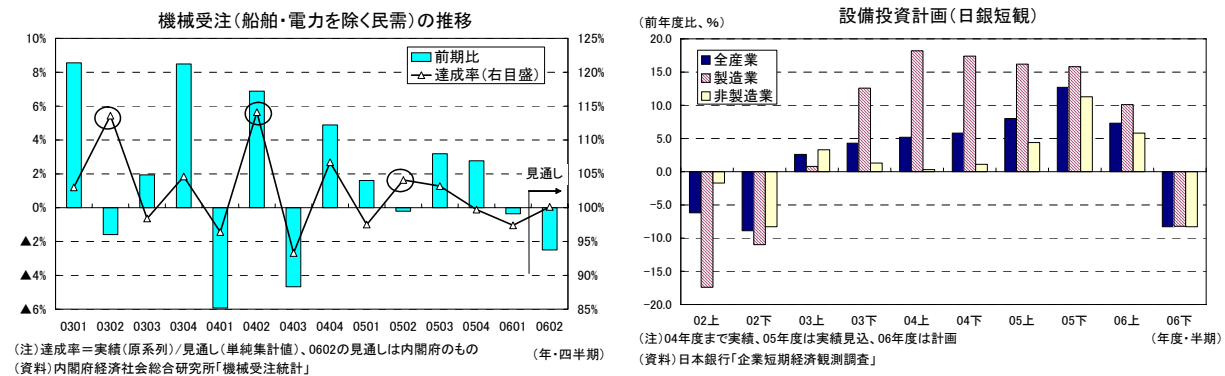 機械受注（船舶・電力を除く民需）の推移
10%
8%
6%
4%
2%
0%
▲2%
▲4%
▲6%
125%
120%
115%
110%
105%
100%
95%
90%
85%
前期比
達成率（右目盛）
見通し
0301 0302 0303 0304 0401 0402 0403 0404 0501 0502 0503 0504 0601 0602
（注）達成率＝実績（原系列）/見通し（単純集計値）、0602の見通しは内閣府のもの
（年・四半期）
（資料）内閣府経済社会総合研究所「機械受注統計」
設備投資計画（日銀短観）
（前年度比、%）
20.0
15.0
10.0
5.0
0.0
−5.0
−10.0
−15.0
−20.0
全産業
製造業
非製造業
02上 02下 03上 03下 04上 04下 05上 05下 06上 06下
（注）04年度まで実績、05年度は実績見込、06年度は計画
（年度・半期）
（資料）日本銀行「企業短期経済観測調査」